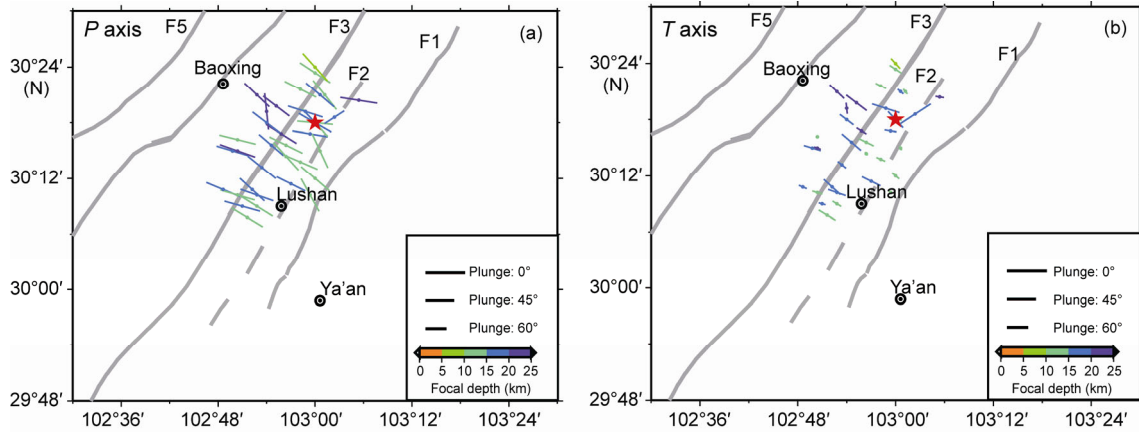 P axis
F5
F3
(a)
F1
30°24′
(N)
Baoxing
F2
30°12′
Lushan
Plunge: 0°
30°00′
Ya'an
Plunge: 45°
Plunge: 60°
0 5 10 15 20 25
Focal depth (km)
29°48′
102°36′ 102°48′ 103°00′ 103°12′ 103°24′
T axis
F5
F3
(b)
F1
30°24′
(N)
Baoxing
F2
30°12′
Lushan
Plunge: 0°
30°00′
Ya'an
Plunge: 45°
Plunge: 60°
0 5 10 15 20 25
Focal depth (km)
29°48′
102°36′ 102°48′ 103°00′ 103°12′ 103°24′